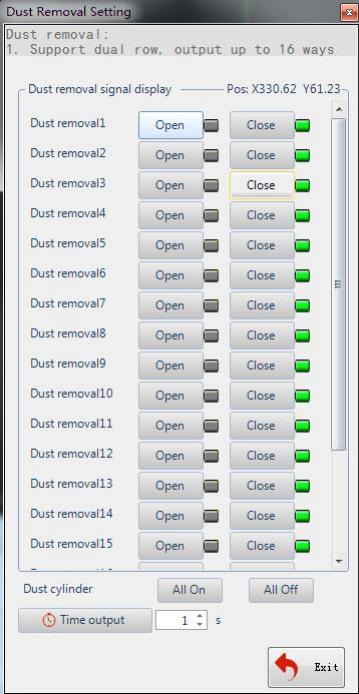 Dust Removal Setting
Dust removal:
1. Support dual row, output up to 16 ways
Dust removal signal display Pos: X330.62 Y61.23
Dust removal1 Open Close
Dust removal2 Open Close
Dust removal3 Open Close
Dust removal4 Open Close
Dust removal5 Open Close
Dust removal6 Open Close
Dust removal7 Open Close
Dust removal8 Open Close
Dust removal9 Open Close
Dust removal10 Open Close
Dust removal11 Open Close
Dust removal12 Open Close
Dust removal13 Open Close
Dust removal14 Open Close
Dust removal15 Open Close
Dust cylinder All On All Off
Time output 1 s
Exit